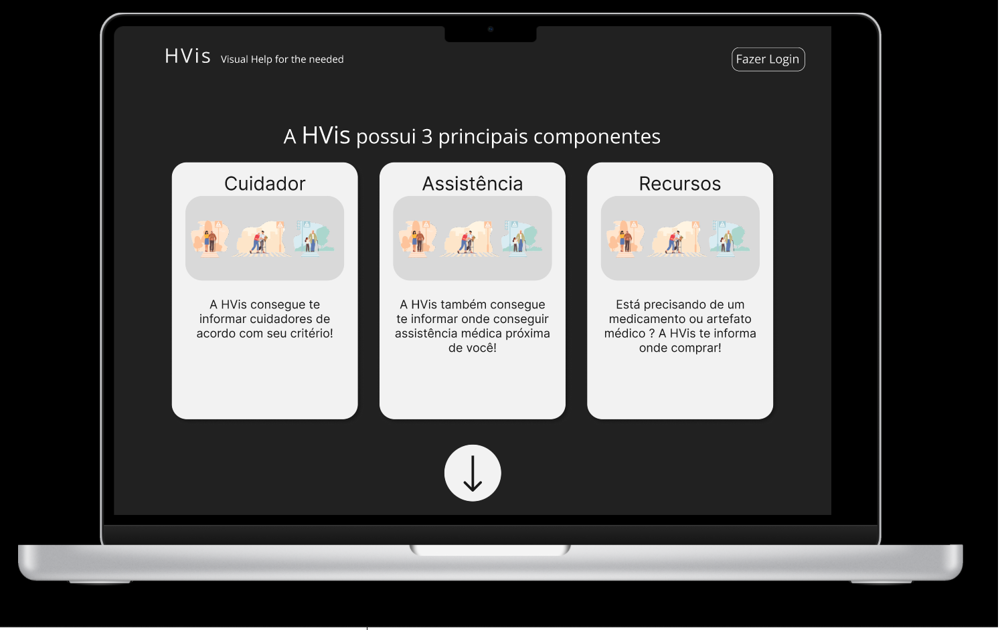 HVis Visual Help for the needed
Fazer Login
A HVis possui 3 principais componentes
Cuidador
A HVis consegue te
informar cuidadores de
acordo com seu critério!
Assistência
A HVis também consegue
te informar onde conseguir
assistência médica próxima
de você!
Recursos
Está precisando de um
medicamento ou artefato
médico ? A HVis te informa
onde comprar!